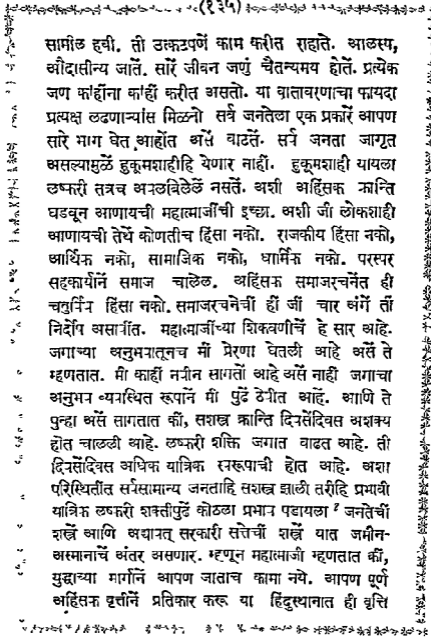 (१३५)
सामील हवी. ती उत्कटपणें काम करीत राहाते. आळस्य,
औदासीन्य जातें. सारें जीवन जणुं चैतन्यमय होतें. प्रत्येक
जण कांहींना कांहीं करीत असतो. या वातावरणाचा फायदा
प्रत्यक्ष लढणार्‍यांस मिळतो सर्व जनतेला एक प्रकारें आपण
सारे भाग घेत आहोंत असें वाटतें. सर्व जनता जागृत
असल्यामुळें हुकूमशाहीहि येणार नाहीं. हुकूमशाही यायला
लष्करी सत्रच अवलंबिलेलें नसतें. अशी अहिंसक क्रान्ति
घडवून आणायची महात्माजींची इच्छा. अशी जी लोकशाही
आणायची तेथें कोणतीच हिंसा नको. राजकीय हिंसा नको,
आर्थिक नको, सामाजिक नको, धार्मिक नको. परस्पर
सहकार्यानें समाज चालेल. अहिंसक समाजरचनेंत ही
चतुर्विध हिंसा नको. समाजरचनेचीं हीं जीं चार अंगें तीं
निर्दोष असावींत. महात्माजींच्या शिकवणीचें हे सार आहे.
जगाच्या अनुभवातूनच मीं प्रेरणा घेतली आहे असें ते
म्हणतात. मी काहीं नवीन सागतों आहे असें नाहीं जगाचा
अनुभव व्यवस्थित रूपानें मी पुढें ठेवीत आहें. आणि ते
पुन्हा असें सागतात कीं, सशस्त्र क्रान्ति दिवसेंदिवस अशक्य
होत चालली आहे. लष्करी शक्ति जगात वाढत आहे. ती
दिवसेंदिवस अधिक यात्रिक स्वरूपाची होत आहे. अशा
परिस्थितींत सर्वसामान्य जनताहि सशस्त्र झाली तरीहि प्रभावी
यात्रिक लष्करी शक्तीपुढें कोठला प्रभाव पडायला ? जनतेचीं
शस्त्रें आणि अद्यावत् सरकारी सत्तेचीं शस्त्रें यात जमीन-
अस्मानाचें अंतर असणार. म्हणून महात्माजी म्हणतात कीं,
युद्धाच्या मार्गानें आपण जाताच कामा नये. आपण पूर्ण
अहिंसक वृत्तीनें प्रतिकार करू या हिंदुस्थानात ही वृत्ति